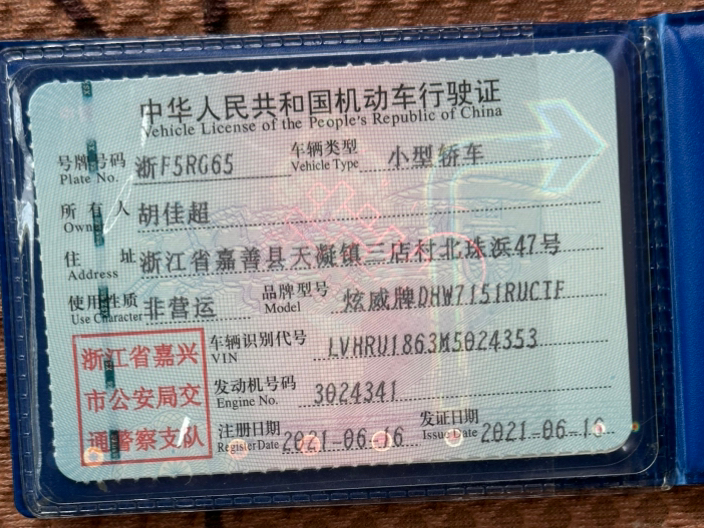 中华人民共和国机动车行驶证
Vehicle License of the People's Republic of China
号牌号码 浙F5RG65 车辆类型 小型轿车
Plate No. Vehicle Type
所有人 胡佳超
Owner
住址 浙江省嘉善县天凝镇三店村北珠浜47号
Address
使用性质 非营运 品牌型号 炫威牌DHW7151RUCTF
Use Character Model
浙江省嘉兴
市公安局交
通警察支队
车辆识别代号 LVHRU1863M5024353
VIN
发动机号码 3024341
Engine No.
注册日期 2021-06-16 发证日期 2021-06-16
Register Date Issue Date